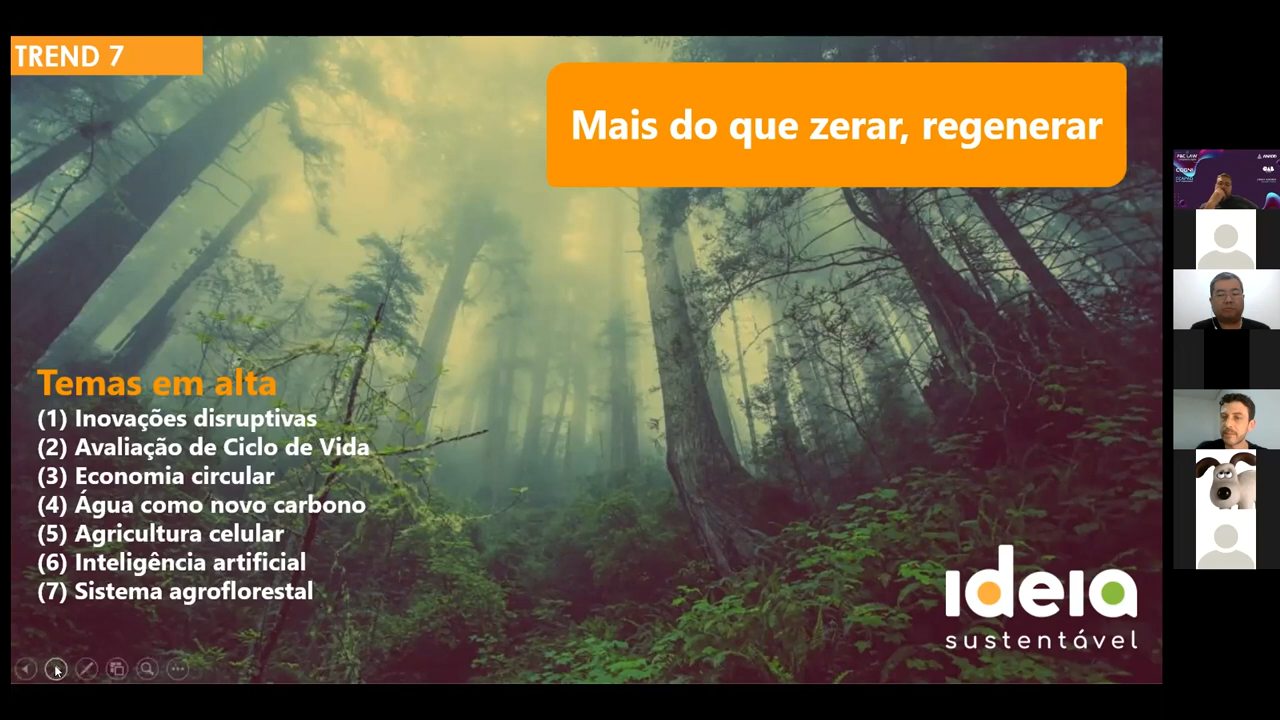 TREND 7
Mais do que zerar, regenerar
Temas em alta
(1) Inovações disruptivas
(2) Avaliação de Ciclo de Vida
(3) Economia circular
(4) Água como novo carbono
(5) Agricultura celular
(6) Inteligência artificial
(7) Sistema agroflorestal
ideia
sustentável